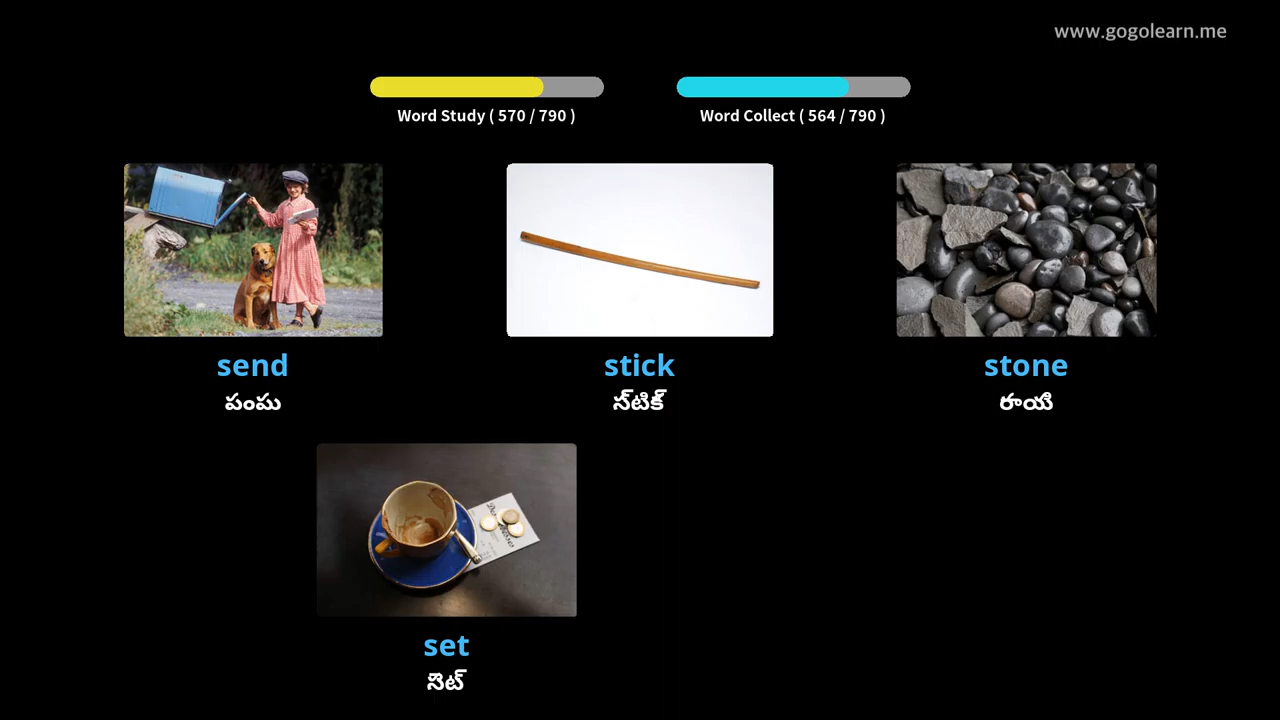 www.gogolearn.me
Word Study ( 570 / 790 )
Word Collect ( 564 / 790 )
send
stick
stone
పంపు
స్‌టిక్
రాయి
set
సెట్